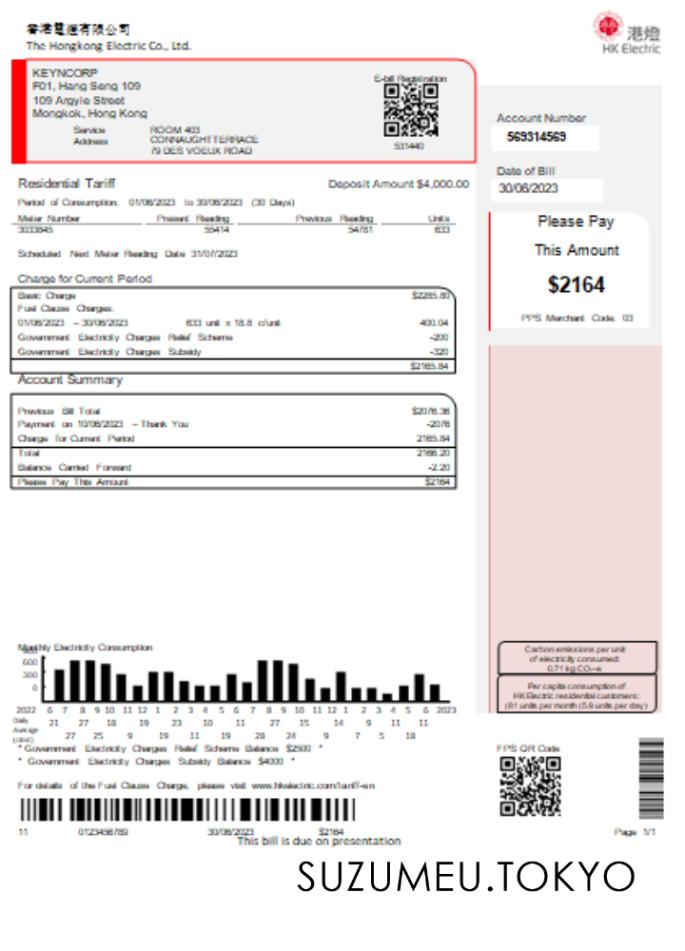 香港電燈有限公司
The Hongkong Electric Co., Ltd.
港燈
HK Electric
KEYNCORP
F01, Hang Seng 109
109 Argyle Street
Mongkok, Hong Kong
Service Address
ROOM 403
CONNAUGHTTERRACE
79 DES VOEUX ROAD
E-bill Registration
531440
Account Number
569314569
Date of Bill
30/06/2023
Please Pay
This Amount
$2164
PPS Merchant Code: 03
Residential Tariff Deposit Amount $4,000.00
Period of Consumption: 01/06/2023 to 30/06/2023 (30 Days)
Meter Number Present Reading Previous Reading Units
3033845 55414 54781 633
Scheduled Next Meter Reading Date 31/07/2023
Charge for Current Period
Basic Charge $2285.80
Fuel Clause Charges:
01/06/2023 – 30/06/2023 633 unit x 18.8 c/unit 400.04
Government Electricity Charges Relief Scheme -200
Government Electricity Charges Subsidy -320
$2165.84
Account Summary
Previous Bill Total $2076.36
Payment on 10/06/2023 – Thank You -2076
Charge for Current Period 2165.84
Total 2166.20
Balance Carried Forward -2.20
Please Pay This Amount $2164
Carbon emissions per unit
of electricity consumed:
0.71 kg CO₂-e
Per capita consumption of
HK Electric residential customers:
(81 units per month (5.9 units per day)
Monthly Electricity Consumption
600
300
0
2022 6 7 8 9 10 11 12 1 2 3 4 5 6 7 8 9 10 11 12 1 2 3 4 5 6 2023
Daily Average (Unit)
21 27 18 19 23 10 11 27 24 15 14 9 11 11
27 25 9 19 11 19 28 9 19 5 18
* Government Electricity Charges Relief Scheme Balance $2500 *
* Government Electricity Charges Subsidy Balance $4000 *
For details of the Fuel Clause Charge, please visit www.hkelectric.com/tariff-en
FPS QR Code
11 0123456789 30/06/2023 $2164
This bill is due on presentation
Page 1/1
SUZUMEU.TOKYO